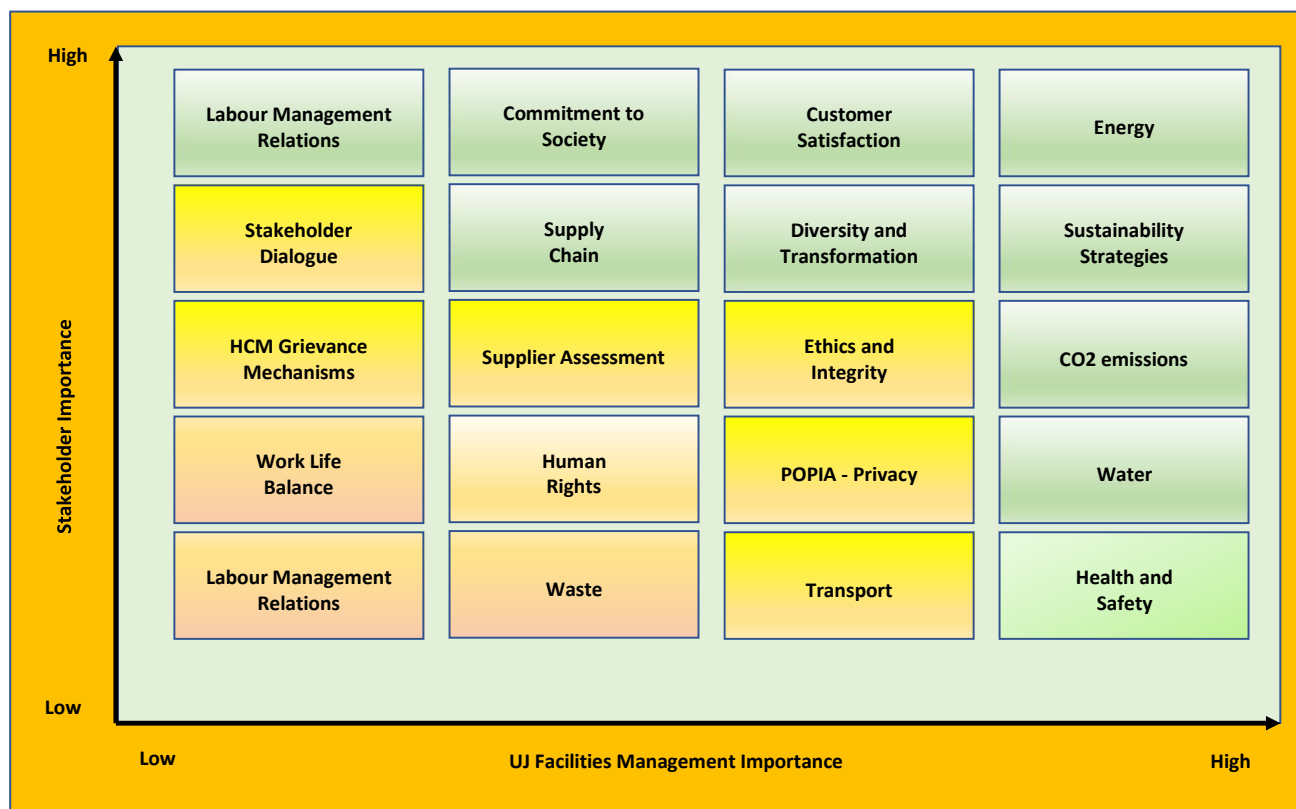 High
Labour Management
Relations
Commitment to
Society
Customer
Satisfaction
Energy
Stakeholder
Dialogue
Supply
Chain
Diversity and
Transformation
Sustainability
Strategies
Stakeholder Importance
HCM Grievance
Mechanisms
Supplier Assessment
Ethics and
Integrity
CO2 emissions
Work Life
Balance
Human
Rights
POPIA - Privacy
Water
Labour Management
Relations
Waste
Transport
Health and
Safety
Low
Low
UJ Facilities Management Importance
High